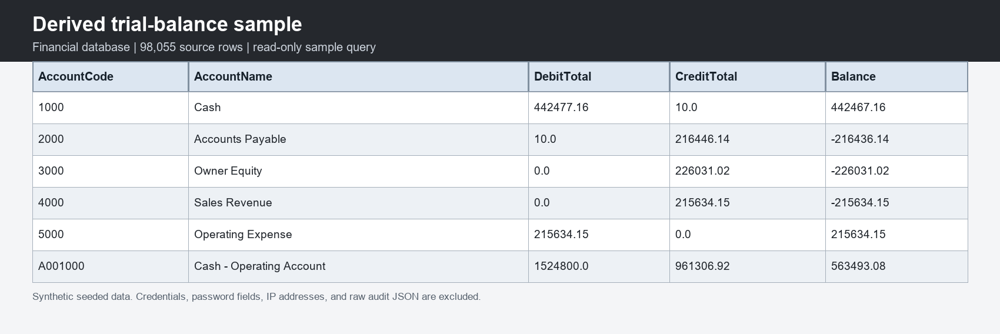 Derived trial-balance sample
Financial database | 98,055 source rows | read-only sample query
AccountCode AccountName DebitTotal CreditTotal Balance
1000 Cash 442477.16 10.0 442467.16
2000 Accounts Payable 10.0 216446.14 -216436.14
3000 Owner Equity 0.0 226031.02 -226031.02
4000 Sales Revenue 0.0 215634.15 -215634.15
5000 Operating Expense 215634.15 0.0 215634.15
A001000 Cash - Operating Account 1524800.0 961306.92 563493.08
Synthetic seeded data. Credentials, password fields, IP addresses, and raw audit JSON are excluded.